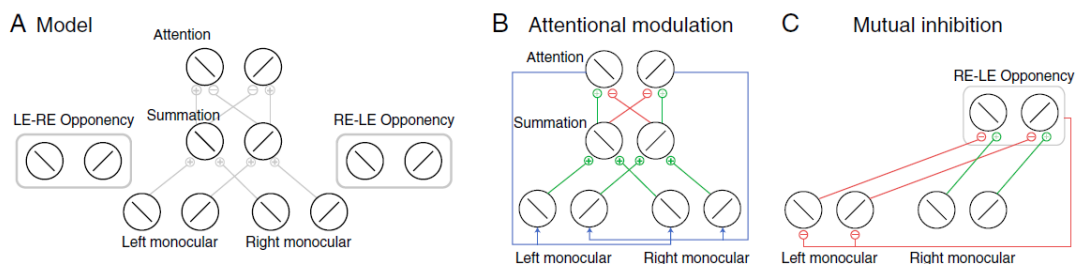 A Model
Attention
Summation
LE-RE Opponency
RE-LE Opponency
Left monocular
Right monocular
B Attentional modulation
Attention
Summation
Left monocular
Right monocular
C Mutual inhibition
RE-LE Opponency
Left monocular
Right monocular